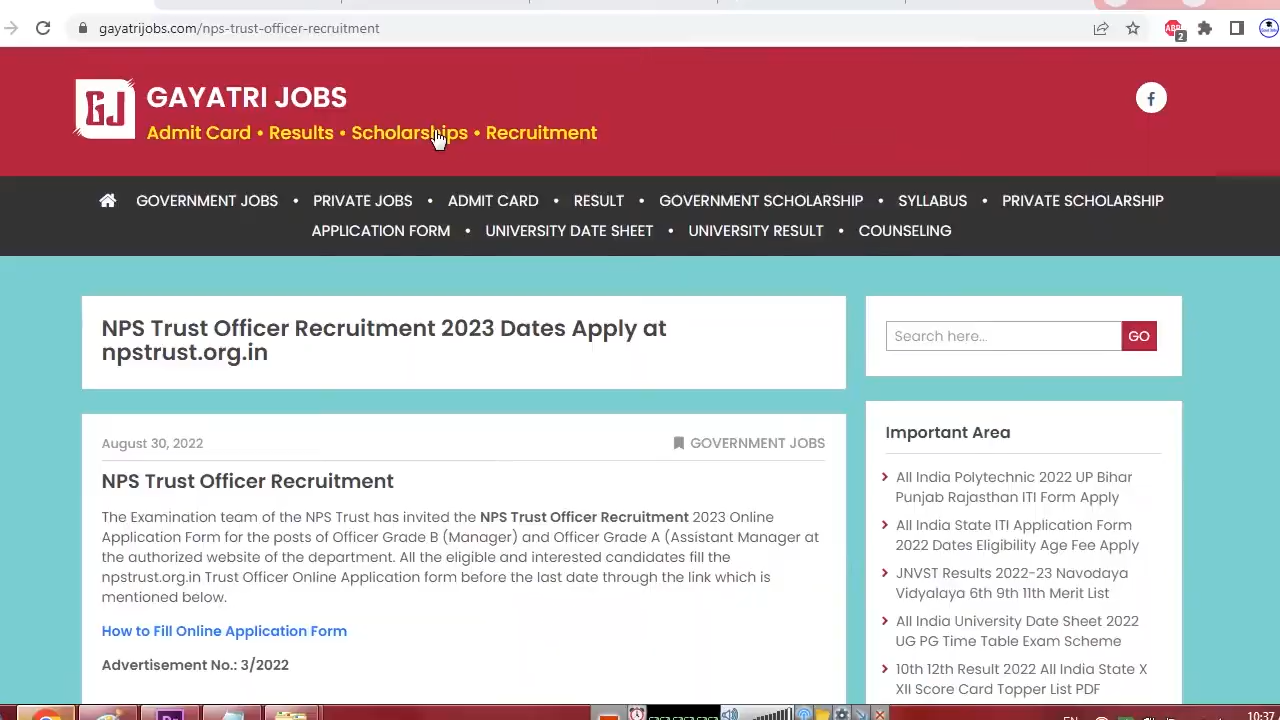 gayatrijobs.com/nps-trust-officer-recruitment
ABP
2
GJ
GAYATRI JOBS
Admit Card • Results • Scholarships • Recruitment
f
GOVERNMENT JOBS • PRIVATE JOBS • ADMIT CARD • RESULT • GOVERNMENT SCHOLARSHIP • SYLLABUS • PRIVATE SCHOLARSHIP
APPLICATION FORM • UNIVERSITY DATE SHEET • UNIVERSITY RESULT • COUNSELING
NPS Trust Officer Recruitment 2023 Dates Apply at
npstrust.org.in
August 30, 2022
GOVERNMENT JOBS
NPS Trust Officer Recruitment
The Examination team of the NPS Trust has invited the NPS Trust Officer Recruitment 2023 Online
Application Form for the posts of Officer Grade B (Manager) and Officer Grade A (Assistant Manager at
the authorized website of the department. All the eligible and interested candidates fill the
npstrust.org.in Trust Officer Online Application form before the last date through the link which is
mentioned below.
How to Fill Online Application Form
Advertisement No.: 3/2022
Search here...
GO
Important Area
All India Polytechnic 2022 UP Bihar
Punjab Rajasthan ITI Form Apply
All India State ITI Application Form
2022 Dates Eligibility Age Fee Apply
JNVST Results 2022-23 Navodaya
Vidyalaya 6th 9th 11th Merit List
All India University Date Sheet 2022
UG PG Time Table Exam Scheme
10th 12th Result 2022 All India State X
XII Score Card Topper List PDF
10:37